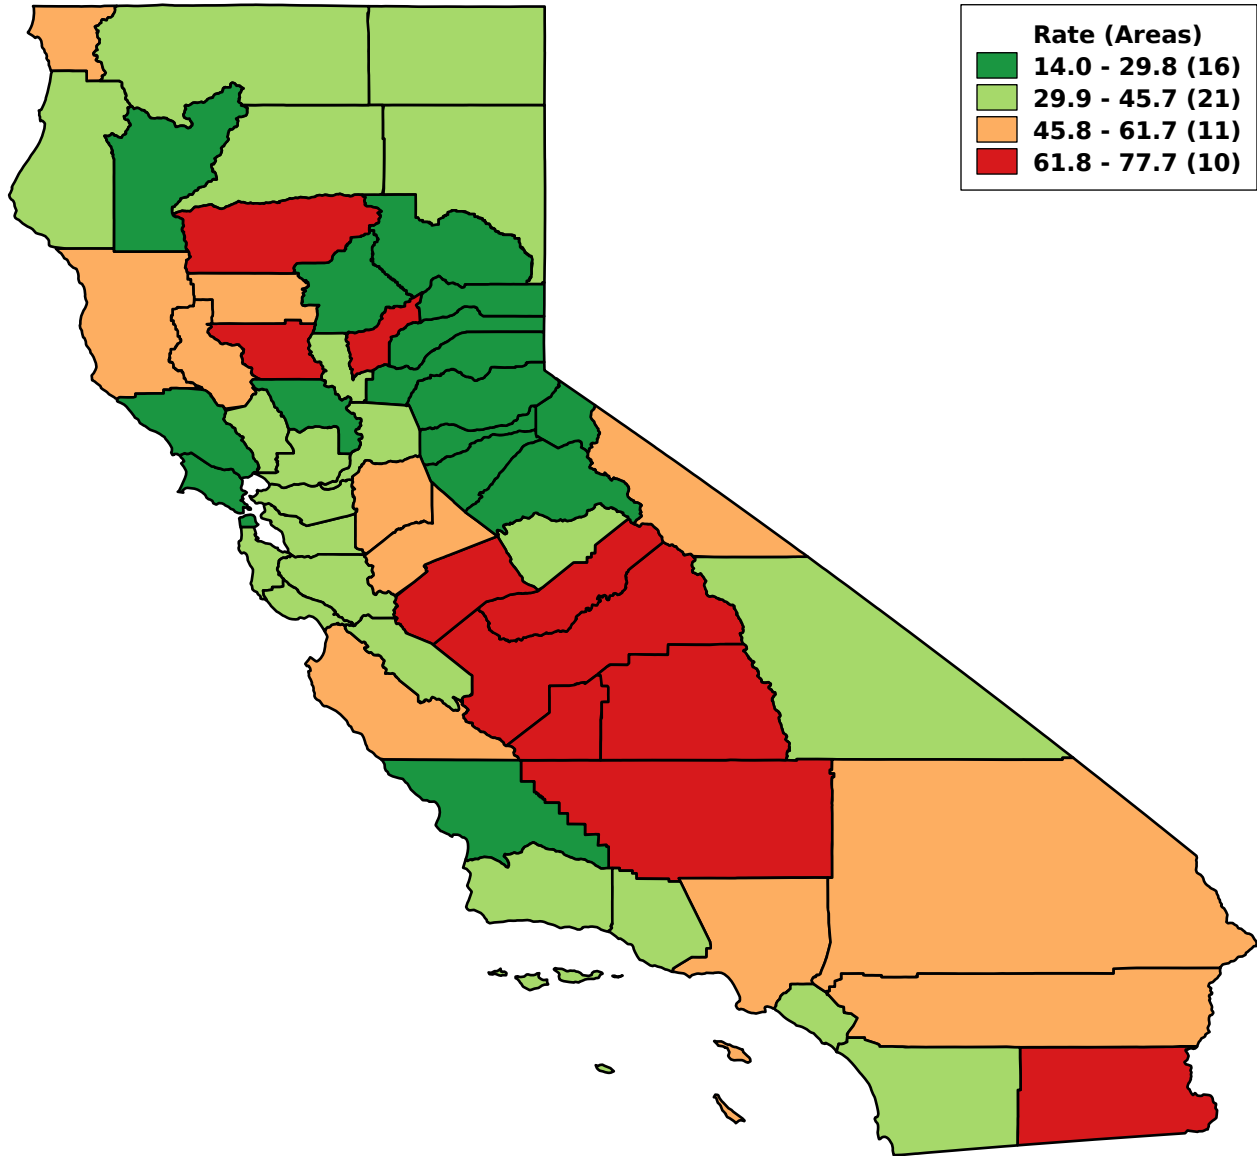 Rate (Areas)
14.0 - 29.8 (16)
29.9 - 45.7 (21)
45.8 - 61.7 (11)
61.8 - 77.7 (10)